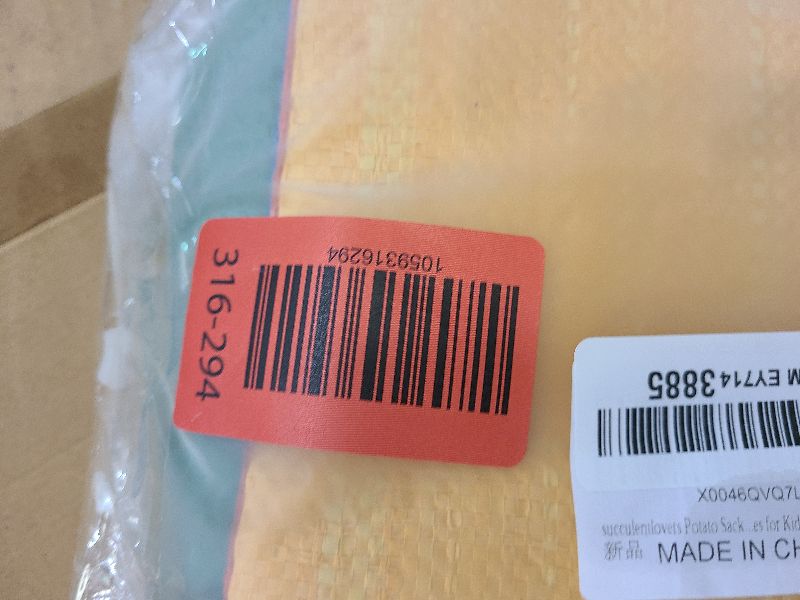 1059316294
316-294
M EY714 3885
X0046QVQ7L
succulentlovers Potato Sack...es for Kid
新品 MADE IN CH